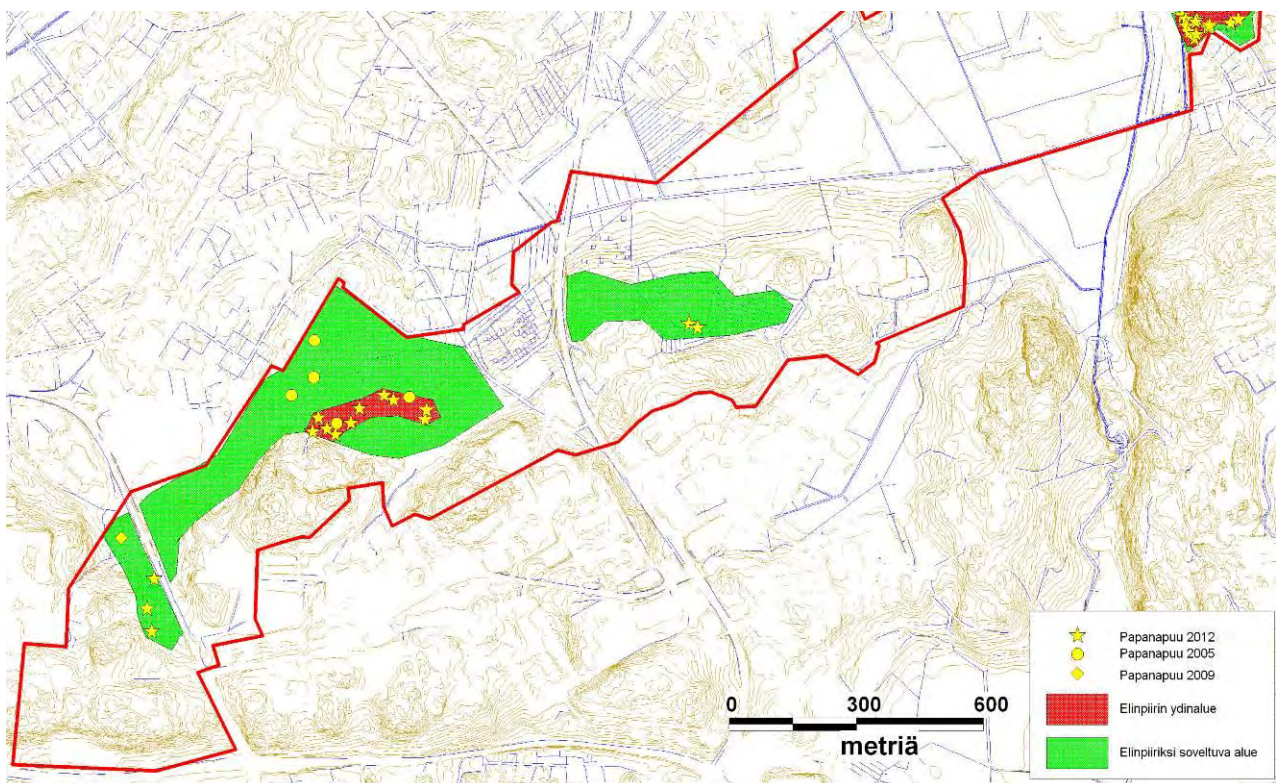 0 300 600
metriä
Papanapuu 2012
Papanapuu 2005
Papanapuu 2009
Elinpiirin ydinalue
Elinpiiriksi soveltuva alue